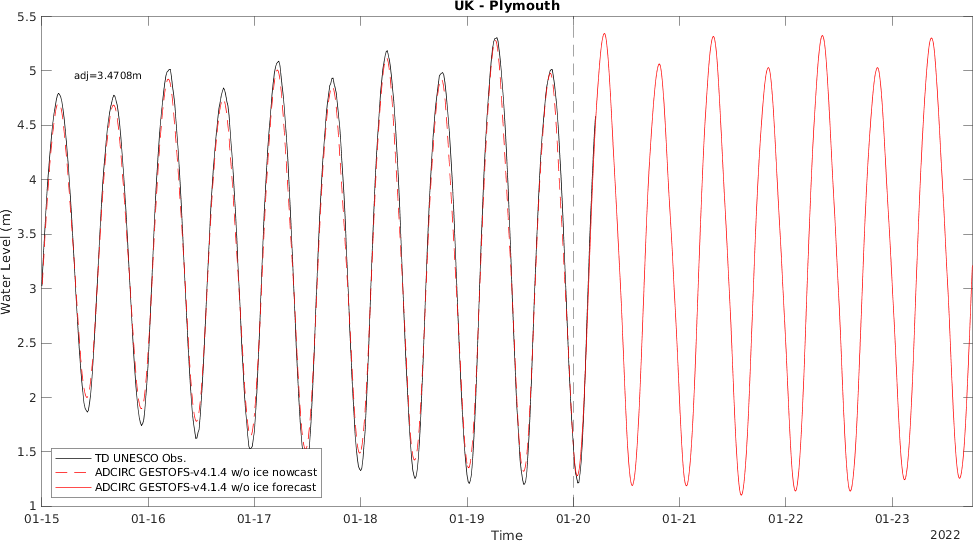 UK - Plymouth
5.5
5
4.5
4
3.5
3
2.5
2
1.5
1
Water Level (m)
adj=3.4708m
TD UNESCO Obs.
ADCIRC GESTOFS-v4.1.4 w/o ice nowcast
ADCIRC GESTOFS-v4.1.4 w/o ice forecast
01-15 01-16 01-17 01-18 01-19 01-20 01-21 01-22 01-23
Time
2022